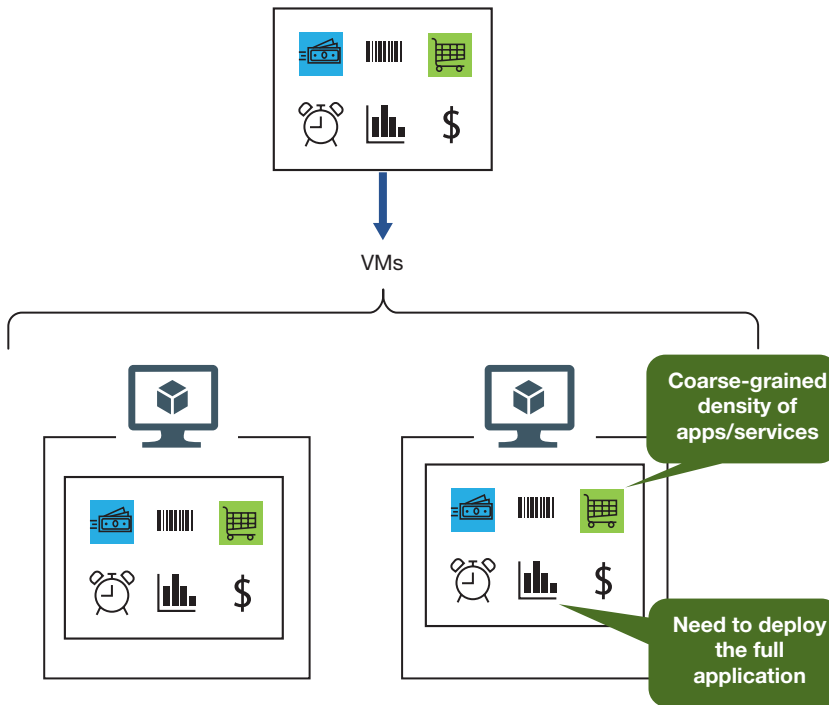 $
VMs
Coarse-grained
density of
apps/services
$
$
Need to deploy
the full
application